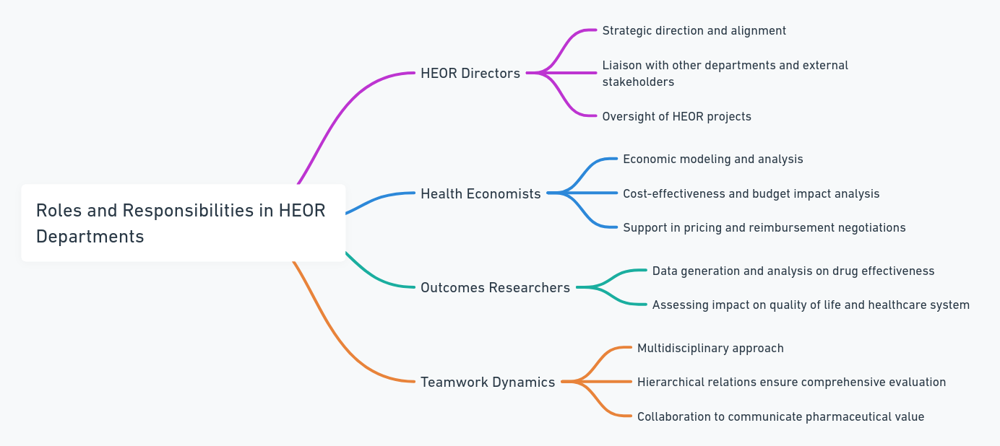 Roles and Responsibilities in HEOR
Departments
HEOR Directors
Strategic direction and alignment
Liaison with other departments and external
stakeholders
Oversight of HEOR projects
Health Economists
Economic modeling and analysis
Cost-effectiveness and budget impact analysis
Support in pricing and reimbursement negotiations
Outcomes Researchers
Data generation and analysis on drug effectiveness
Assessing impact on quality of life and healthcare system
Teamwork Dynamics
Multidisciplinary approach
Hierarchical relations ensure comprehensive evaluation
Collaboration to communicate pharmaceutical value